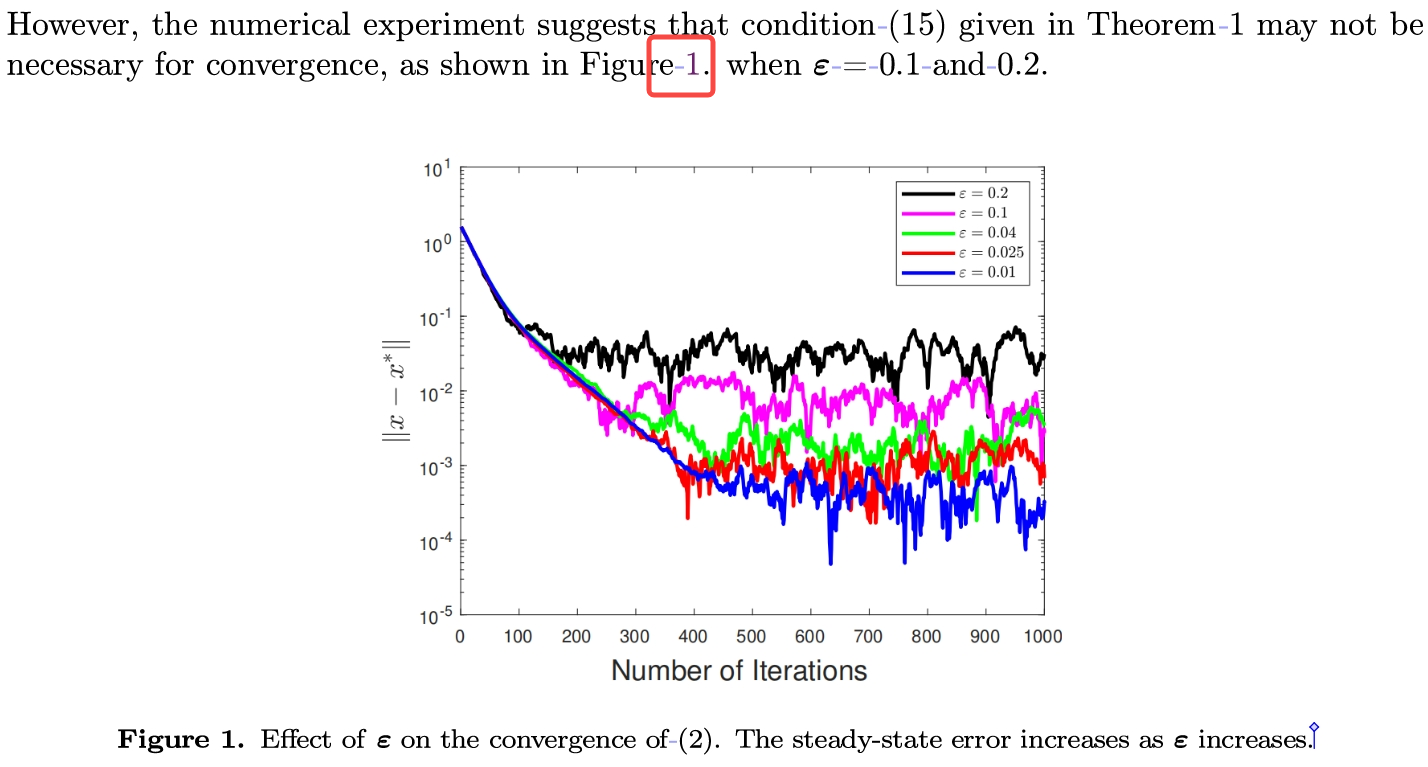 However, the numerical experiment suggests that condition (15) given in Theorem 1 may not be
necessary for convergence, as shown in Figure 1. when ε = 0.1 and 0.2.
10^1
10^0
10^-1
10^-2
10^-3
10^-4
10^-5
||x − x*||
ε = 0.2
ε = 0.1
ε = 0.04
ε = 0.025
ε = 0.01
0 100 200 300 400 500 600 700 800 900 1000
Number of Iterations
Figure 1. Effect of ε on the convergence of (2). The steady-state error increases as ε increases.